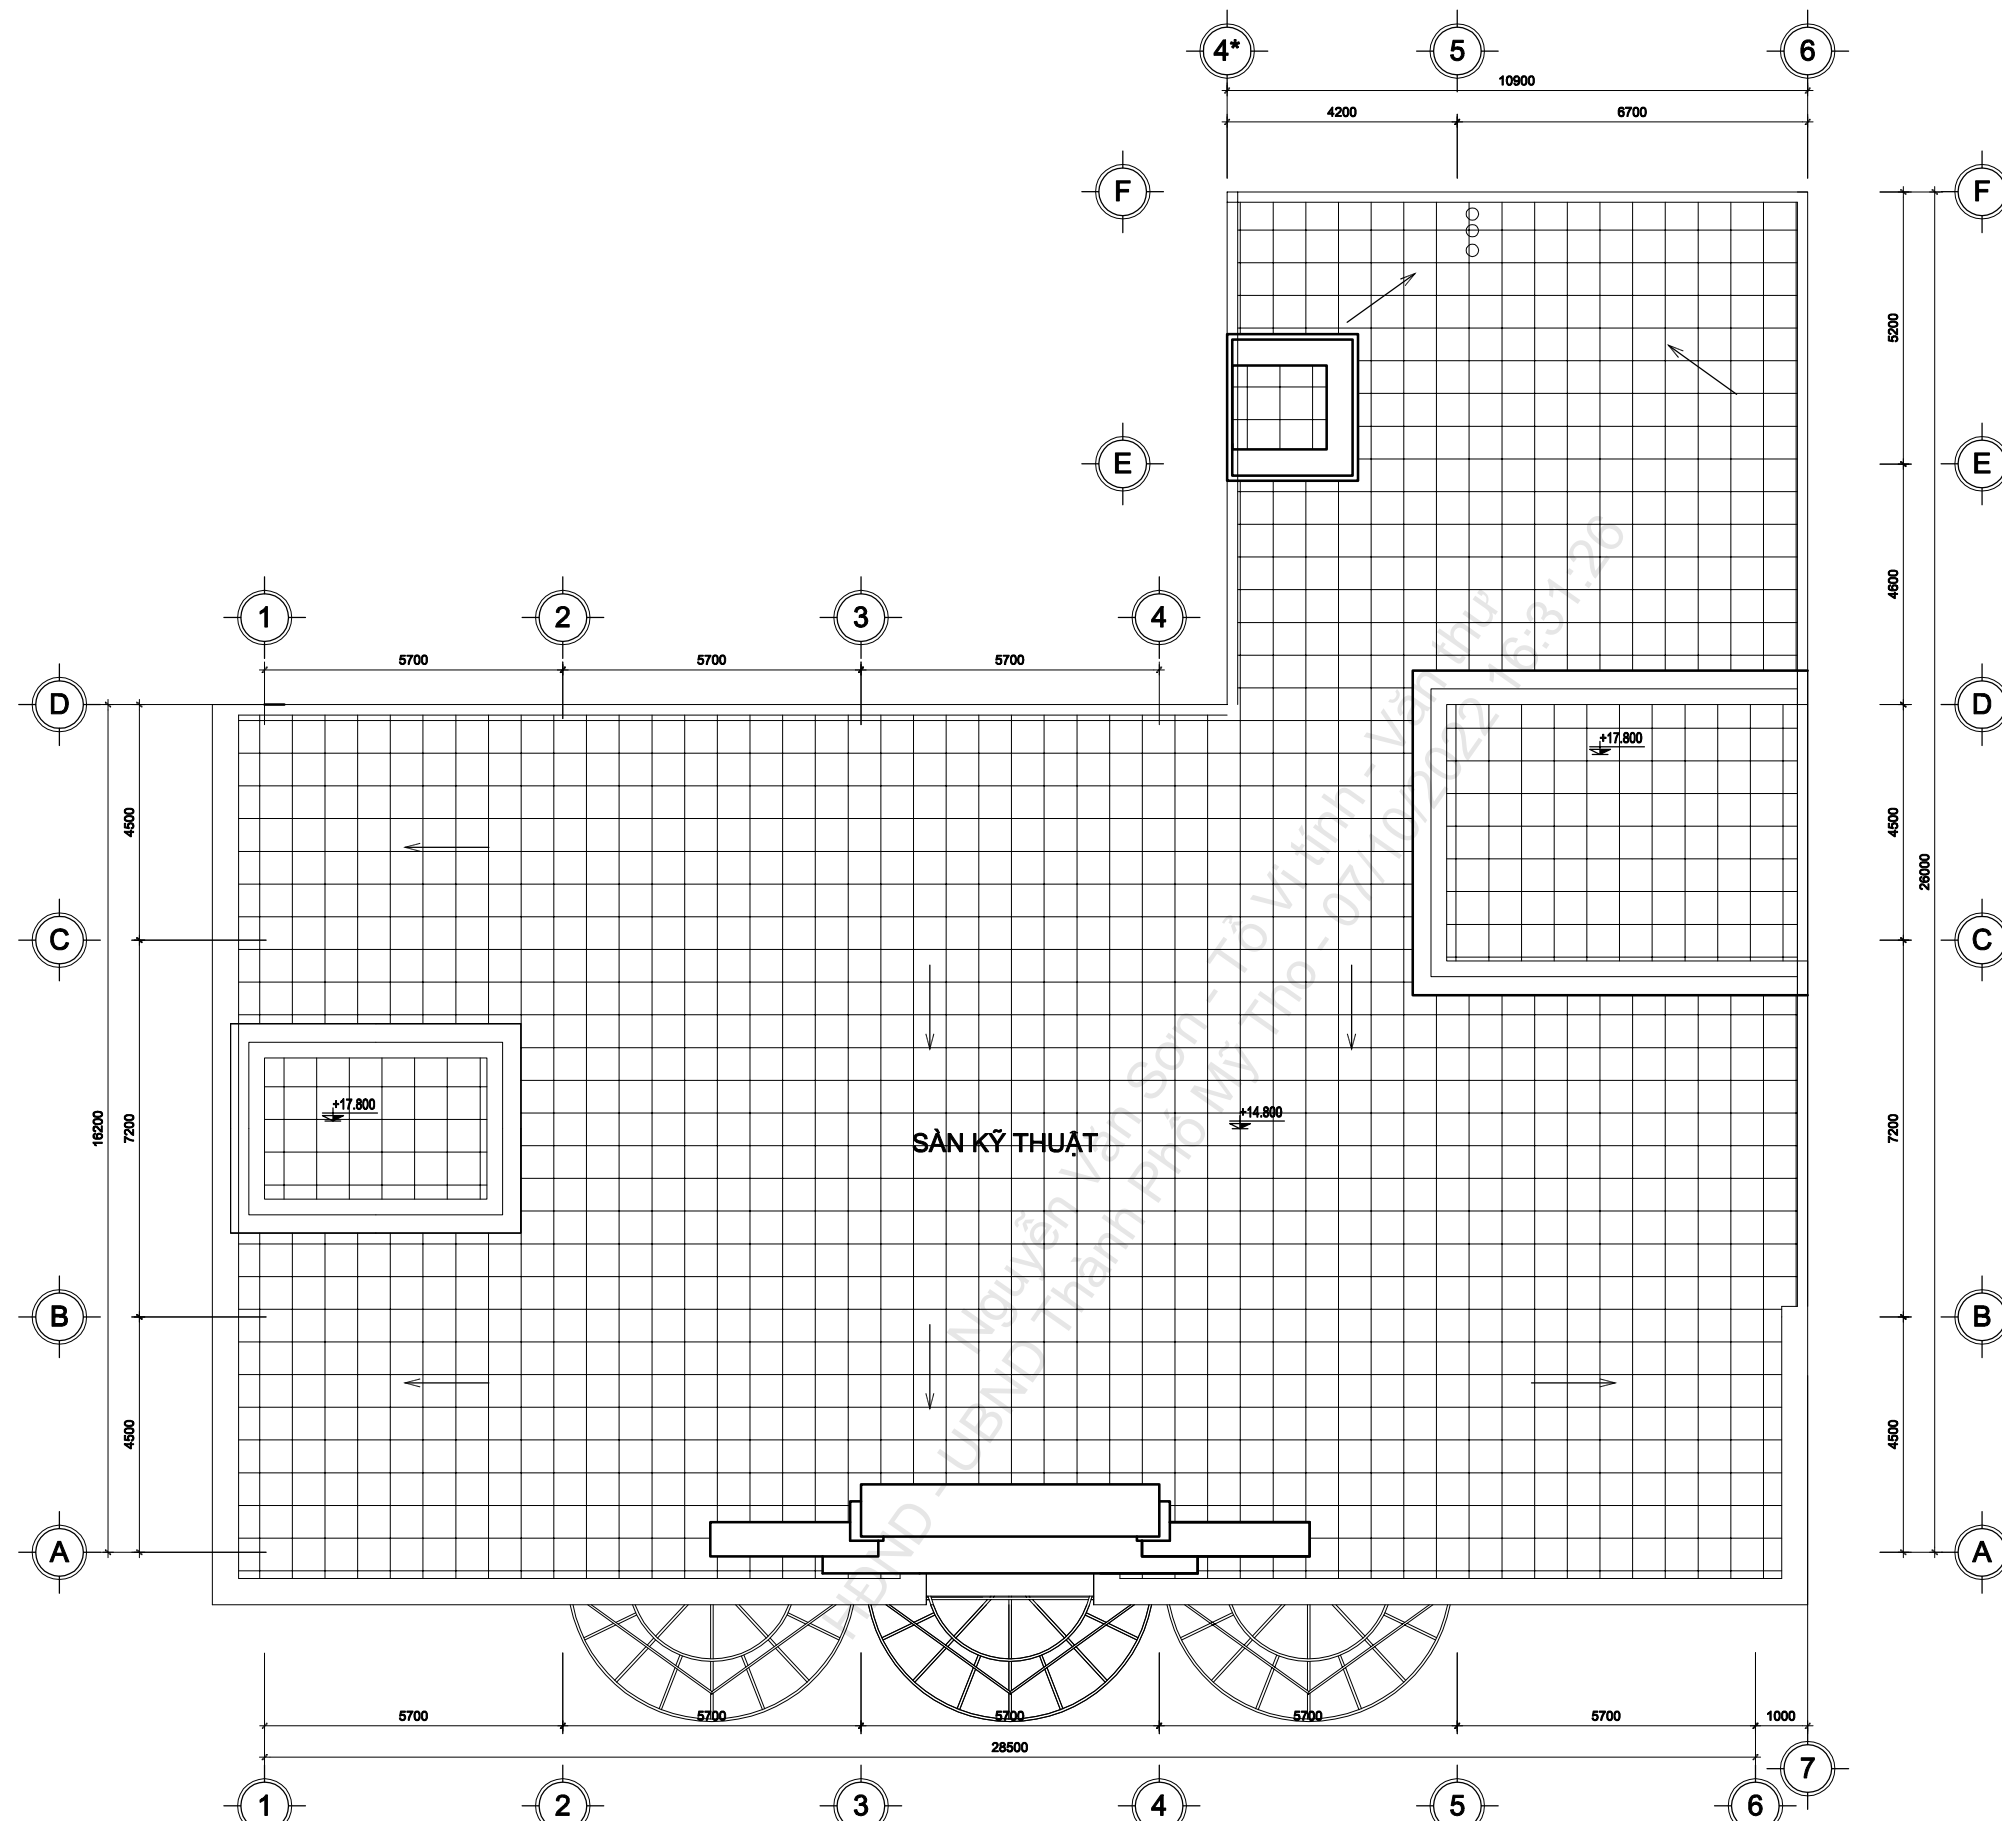 4* 5 6
10900
4200 6700
F F
5200
E E
4600
1 2 3 4
5700 5700 5700
D D
+17.800
4500 4500
26000
C C
+17.800
+14.800
16200 7200 7200
SÀN KỸ THUẬT
B B
4500 4500
A A
Nguyễn Văn Sơn - Tổ Vi tính - Văn thư
HĐND - UBND Thành Phố Mỹ Tho - 07/10/2022 16:31:26
5700 5700 5700 5700 5700 1000
28500
7
1 2 3 4 5 6